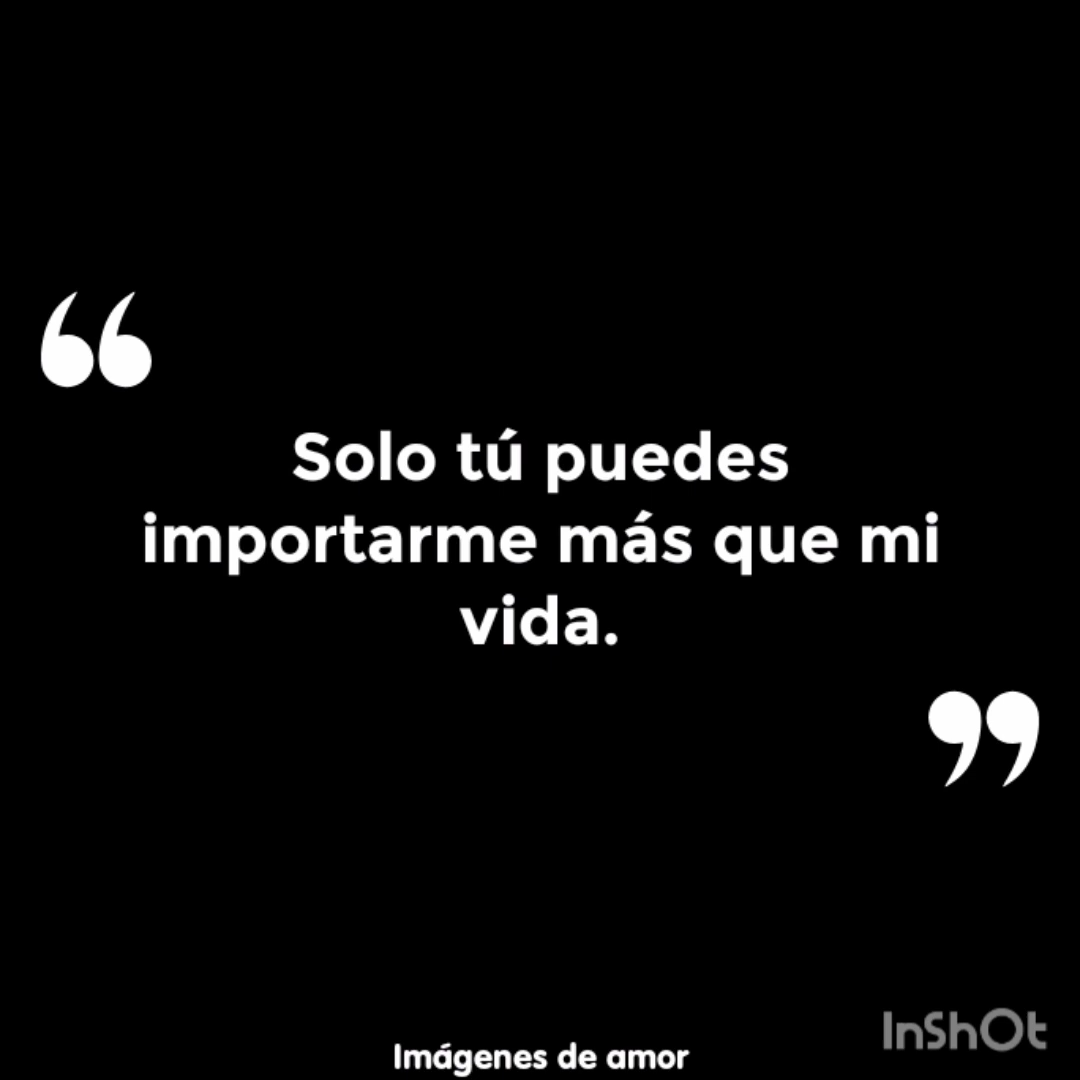 Solo tú puedes
importarme más que mi
vida.
InShOt
Imágenes de amor